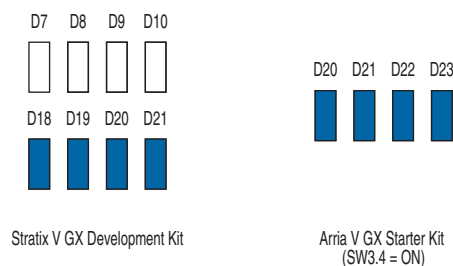 D7 D8 D9 D10
D18 D19 D20 D21
Stratix V GX Development Kit
D20 D21 D22 D23
Arria V GX Starter Kit
(SW3.4 = ON)